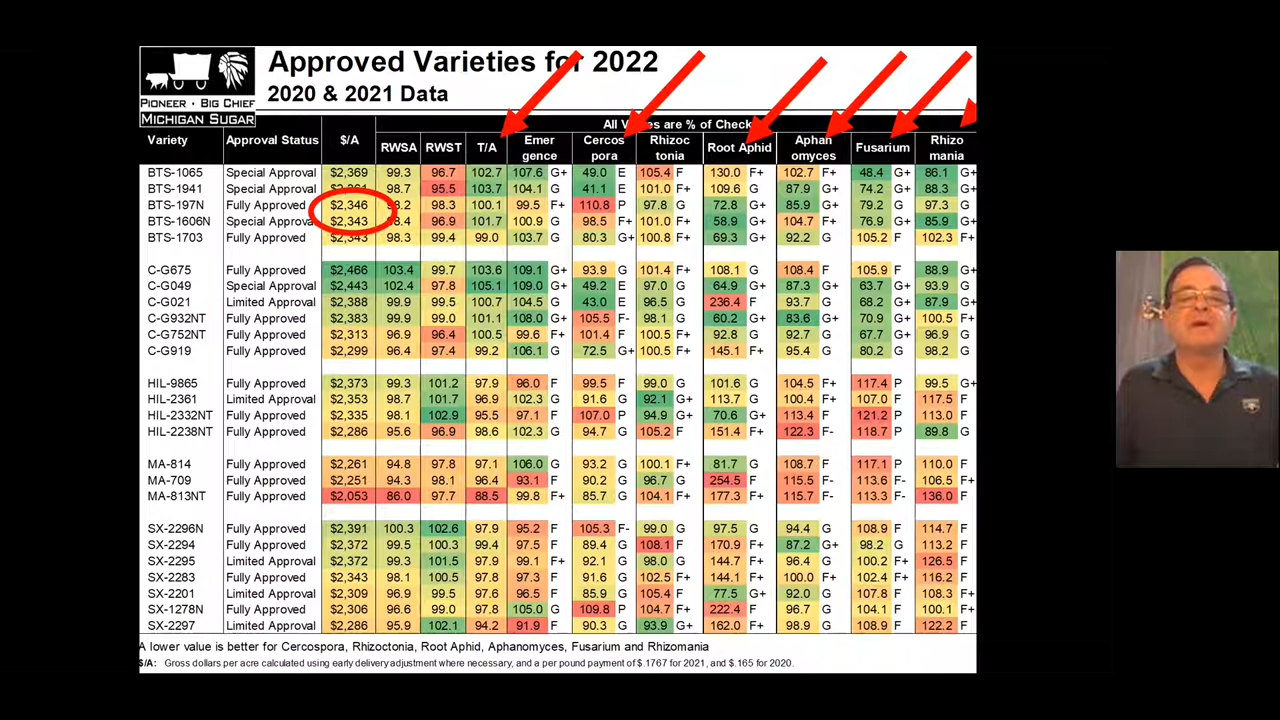 Approved Varieties for 2022
2020 & 2021 Data
PIONEER · BIG CHIEF
MICHIGAN SUGAR
All Values are % of Check
Variety Approval Status $/A RWSA RWST T/A Emergence Cercospora Rhizoctonia Root Aphid Aphanomyces Fusarium Rhizomania
BTS-1065 Special Approval $2,369 99.3 96.7 102.7 107.6 G+ 49.0 E 105.4 F 130.0 F+ 102.7 F+ 48.4 G+ 86.1 G+
BTS-1941 Special Approval 98.7 95.5 103.7 104.1 G 41.1 E 101.0 F+ 109.6 G 87.9 G+ 74.2 G+ 88.3 G+
BTS-197N Fully Approved $2,346 98.2 98.3 100.1 99.5 F+ 110.8 P 97.8 G 72.8 G+ 85.9 G+ 79.2 G 97.3 G
BTS-1606N Special Approval $2,343 98.4 96.9 101.7 100.9 G 98.5 F+ 101.0 F+ 58.9 G+ 104.7 F+ 76.9 G+ 85.9 G+
BTS-1703 Fully Approved $2,343 98.3 99.4 99.0 103.7 G 80.3 G+ 100.8 F+ 69.3 G+ 92.2 G 105.2 F 102.3 F+
C-G675 Fully Approved $2,466 103.4 99.7 103.6 109.1 G+ 93.9 G 101.4 F+ 108.1 G 108.4 F 105.9 F 88.9 G+
C-G049 Special Approval $2,443 102.4 97.8 105.1 109.0 G+ 49.2 E 97.0 G 64.9 G+ 87.3 G+ 63.7 G+ 93.9 G
C-G021 Limited Approval $2,388 99.9 99.5 100.7 104.5 G 43.0 E 96.5 G 236.4 F 93.7 G 68.2 G+ 87.9 G+
C-G932NT Fully Approved $2,383 99.9 99.0 101.1 108.0 G+ 105.5 F- 98.1 G 60.2 G+ 83.6 G+ 70.9 G+ 100.5 F+
C-G752NT Fully Approved $2,313 96.9 96.4 100.5 99.6 F+ 101.4 F 100.5 F+ 92.8 G 92.7 G 67.7 G+ 96.9 G
C-G919 Fully Approved $2,299 96.4 97.4 99.2 106.1 G 72.5 G+ 100.5 F+ 145.1 F+ 95.4 G 80.2 G 98.2 G
HIL-9865 Fully Approved $2,373 99.3 101.2 97.9 96.0 F 99.5 F 99.0 G 101.6 G 104.5 F+ 117.4 P 99.5 G+
HIL-2361 Limited Approval $2,353 98.7 101.7 96.9 102.3 G 91.6 G 92.1 G+ 113.7 G 100.4 F+ 107.0 F 117.5 F
HIL-2332NT Fully Approved $2,335 98.1 102.9 95.5 97.1 F 107.0 P 94.9 G+ 70.6 G+ 113.4 F 121.2 P 113.0 F
HIL-2238NT Fully Approved $2,286 95.6 96.9 98.6 102.3 G 94.7 G 105.2 F 151.4 F+ 122.3 F- 118.7 P 89.8 G
MA-814 Fully Approved $2,261 94.8 97.8 97.1 106.0 G 93.2 G 100.1 F+ 81.7 G 108.7 F 117.1 P 110.0 F
MA-709 Fully Approved $2,251 94.3 98.1 96.4 93.1 F 90.2 G 96.7 G 254.5 F 115.5 F- 113.6 F- 106.5 F+
MA-813NT Fully Approved $2,053 86.0 97.7 88.5 99.8 F+ 85.7 G 104.1 F+ 177.3 F+ 115.7 F- 113.3 F- 136.0 F
SX-2296N Fully Approved $2,391 100.3 102.6 97.9 95.2 F 105.3 F- 99.0 G 97.5 G 94.4 G 108.9 F 114.7 F
SX-2294 Fully Approved $2,372 99.5 100.3 99.4 97.5 F 89.4 G 108.1 F 170.9 F+ 87.2 G+ 98.2 G 113.2 F
SX-2295 Limited Approval $2,372 99.3 101.5 97.9 99.1 F+ 92.1 G 98.0 G 144.7 F+ 96.4 G 100.2 F+ 126.5 F
SX-2283 Fully Approved $2,343 98.1 100.5 97.8 97.3 F 91.6 G 102.5 F+ 144.1 F+ 100.0 F+ 102.4 F+ 116.2 F
SX-2201 Limited Approval $2,310 96.9 99.5 97.6 96.5 F 85.9 G 105.4 F 77.5 G+ 92.0 G 107.8 F 108.3 F+
SX-1278N Fully Approved $2,306 96.6 99.0 97.8 105.0 G 109.8 P 104.7 F+ 222.4 F 96.7 G 104.1 F 100.1 F+
SX-2297 Limited Approval $2,286 95.9 102.1 94.2 91.9 F 90.3 G 93.9 G+ 162.0 F+ 98.9 G 108.9 F 122.2 F
A lower value is better for Cercospora, Rhizoctonia, Root Aphid, Aphanomyces, Fusarium and Rhizomania
$/A: Gross dollars per acre calculated using early delivery adjustment where necessary, and a per pound payment of $.1767 for 2021, and $.165 for 2020.